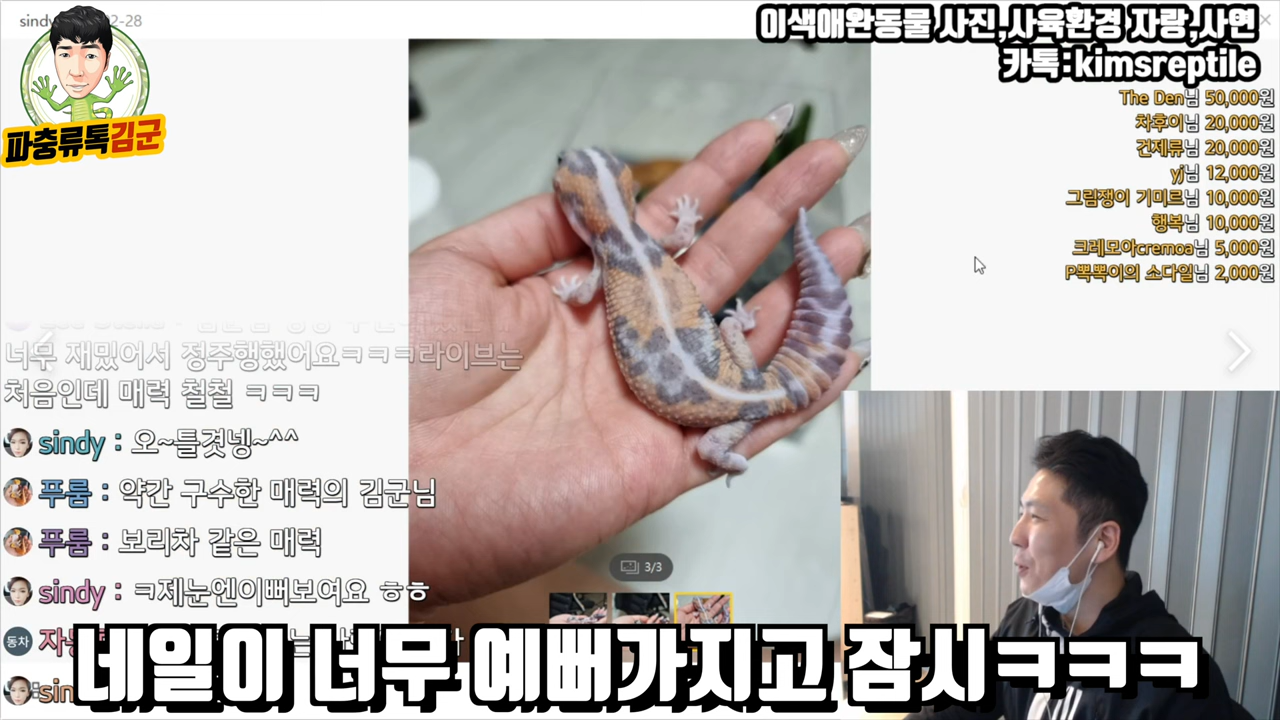 이색애완동물 사진,사육환경 자랑,사연
카톡:kimsreptile
The Den님 50,000원
차후이님 20,000원
건제류님 20,000원
yj님 12,000원
그림쟁이 기미르님 10,000원
행복님 10,000원
크레모아cremoa님 5,000원
P뽁뽁이의 소다일님 2,000원
sindy
2-28
파충류톡김군
너무 재밌어서 정주행했어요ㅋㅋㅋ라이브는
처음인데 매력 철철 ㅋㅋㅋ
sindy : 오~틀겻넹~^^
푸룸 : 약간 구수한 매력의 김군님
푸룸 : 보리차 같은 매력
sindy : ㅋ제눈엔이뻐보여요 ㅎㅎ
동차
3/3
네일이 너무 예뻐가지고 잠시ㅋㅋㅋ